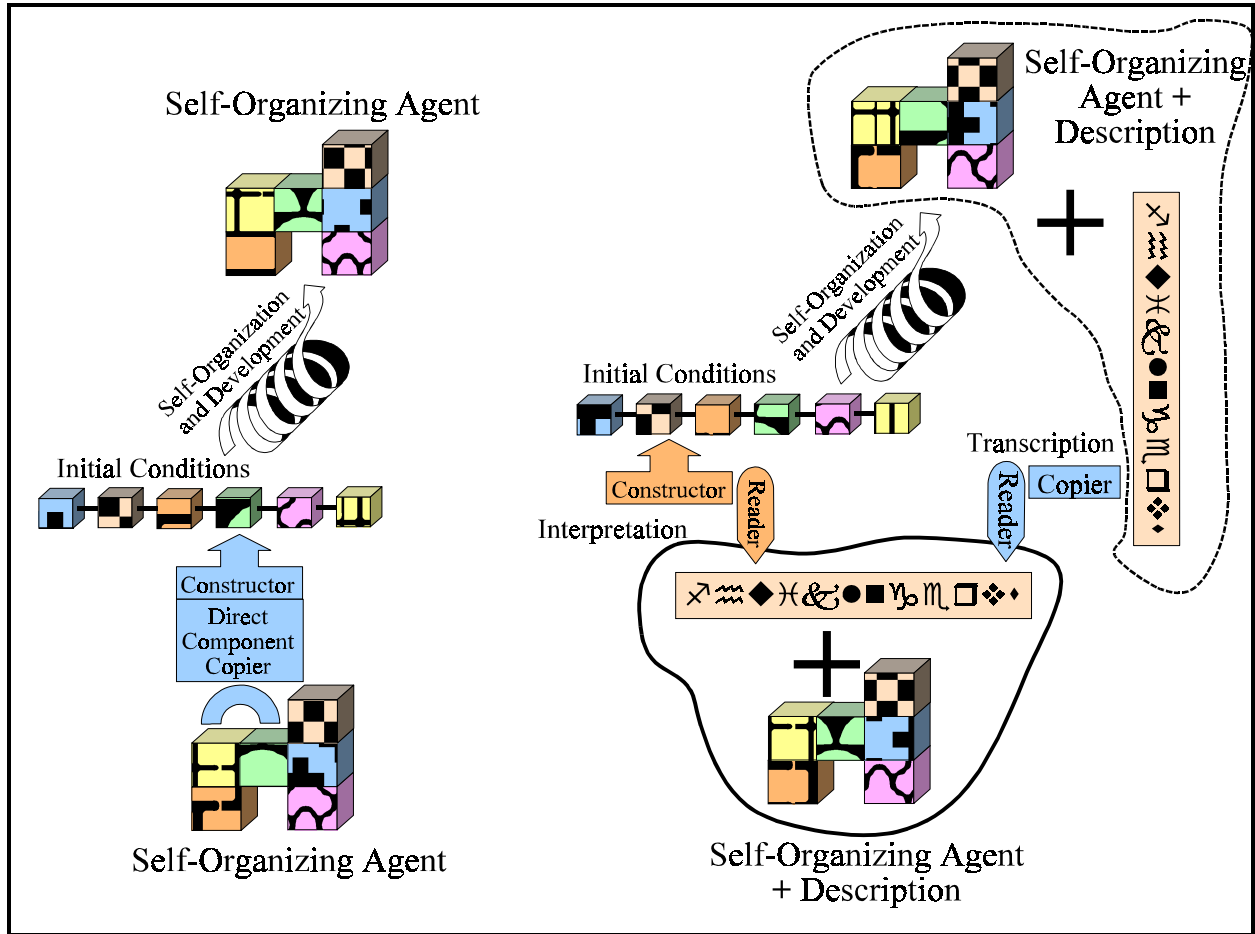 Self-Organizing Agent
Self-Organization
and Development
Initial Conditions
Constructor
Direct
Component
Copier
Self-Organizing Agent
Self-Organizing
Agent +
Description
♐♒◆♓🙰●■♑♏❒❖⬧
Self-Organization
and Development
Initial Conditions
Constructor
Reader
Interpretation
Transcription
Copier
Reader
♐♒◆♓🙰●■♑♏❒❖⬧
Self-Organizing Agent
+ Description